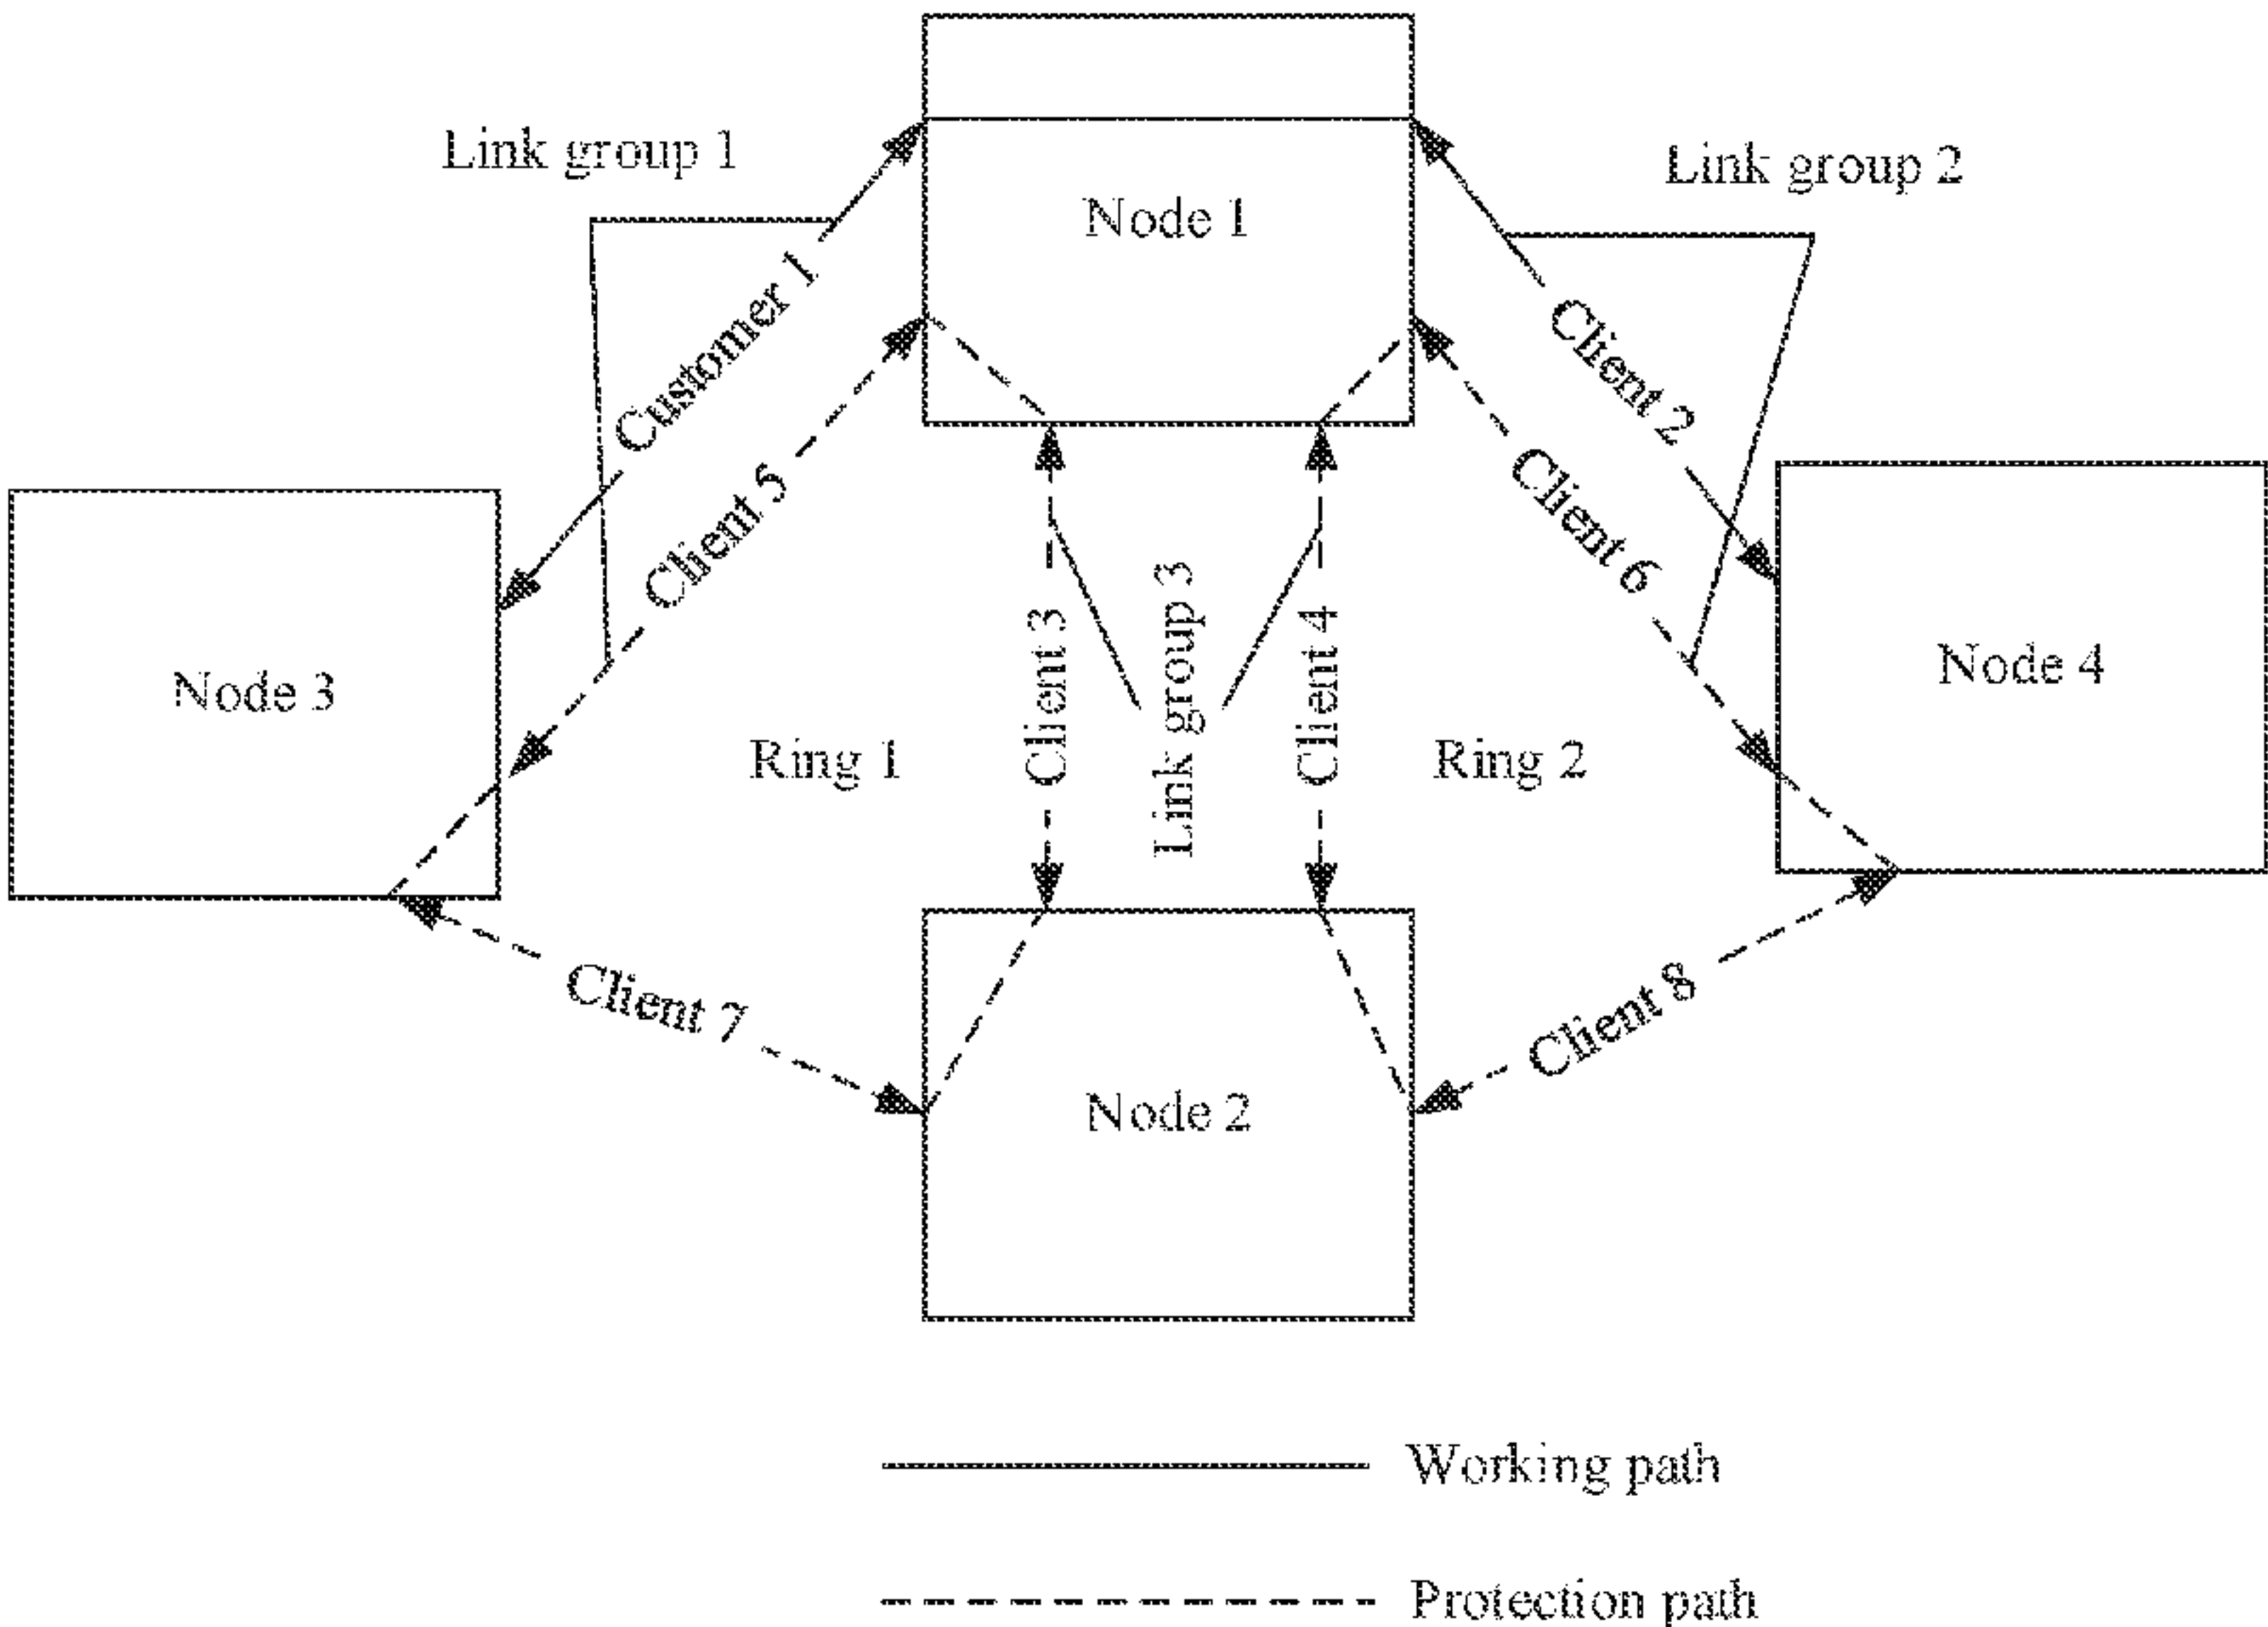 Link group 1
Link group 2
Node 1
Customer 1
Client 2
Client 5
Client 6
Node 3
Client 3
Link group 3
Client 4
Node 4
Ring 1
Ring 2
Client 7
Client 8
Node 2
Working path
Protection path